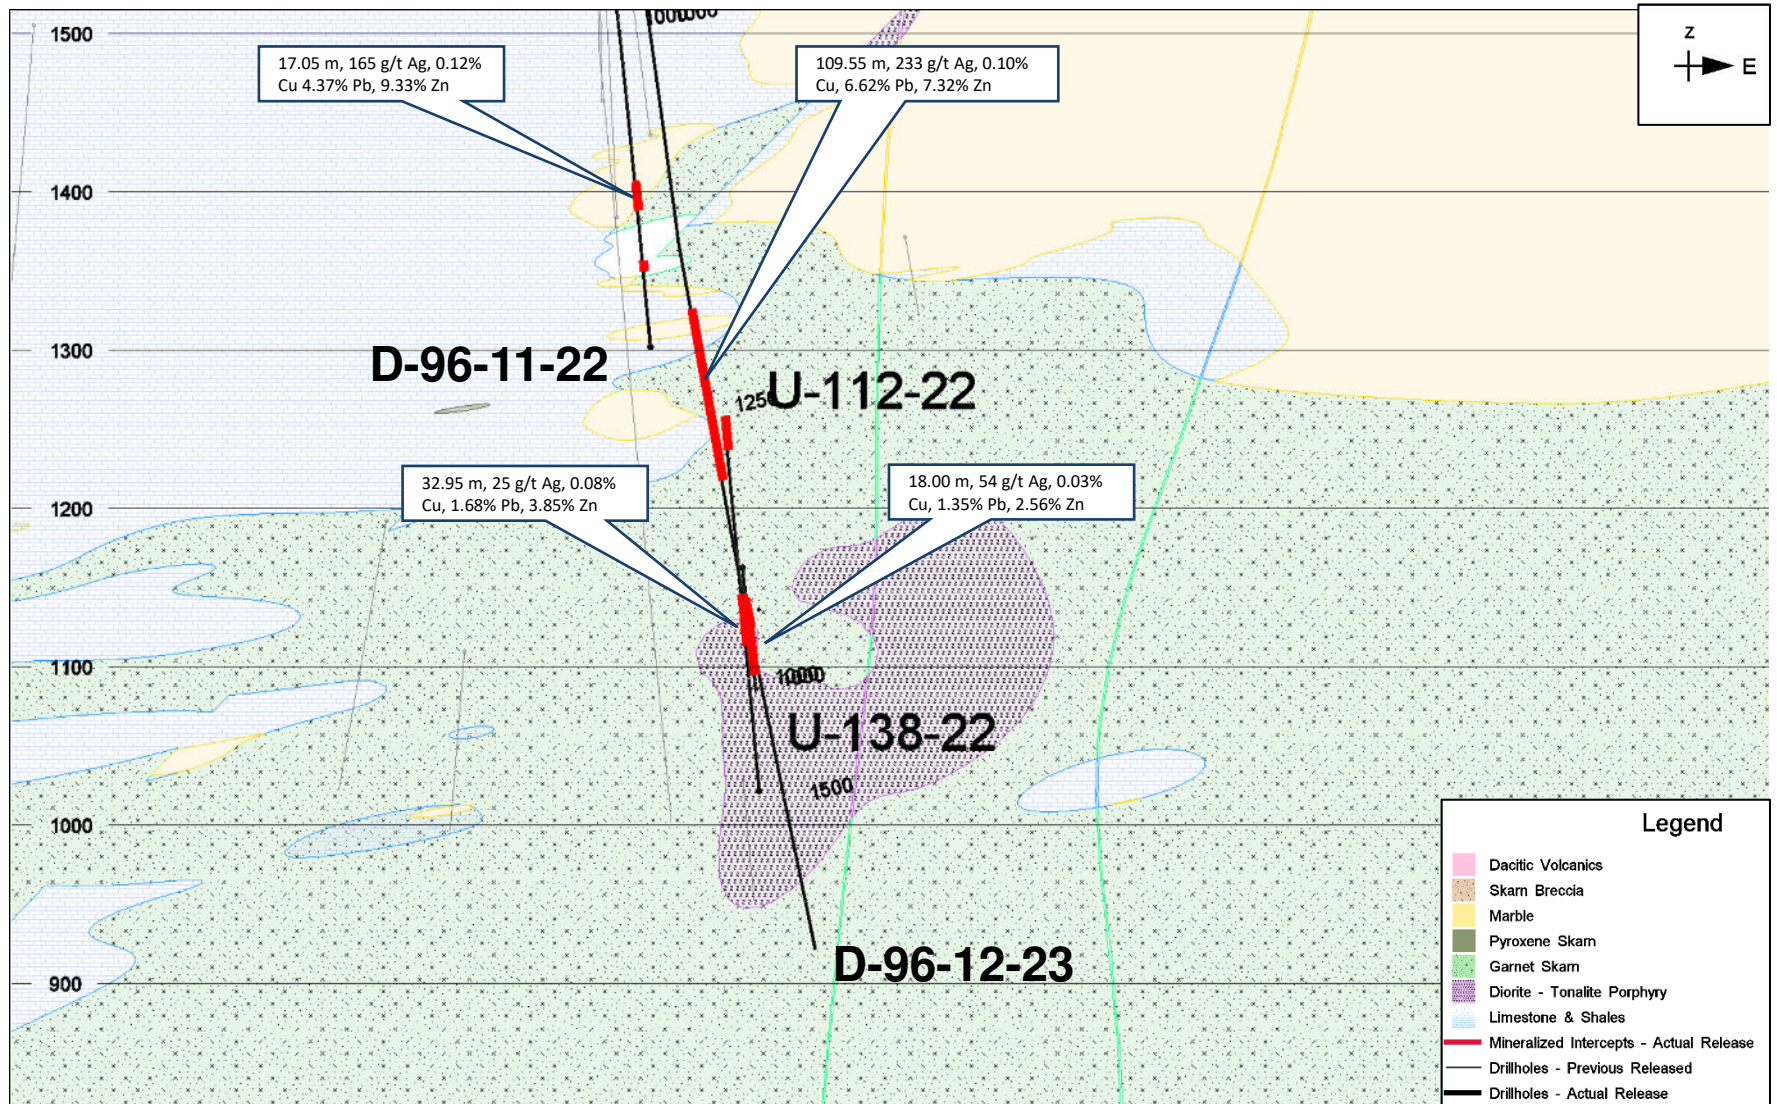 1500
Z
E
17.05 m, 165 g/t Ag, 0.12%
Cu 4.37% Pb, 9.33% Zn
109.55 m, 233 g/t Ag, 0.10%
Cu, 6.62% Pb, 7.32% Zn
1400
1300
D-96-11-22
1250
U-112-22
32.95 m, 25 g/t Ag, 0.08%
Cu, 1.68% Pb, 3.85% Zn
18.00 m, 54 g/t Ag, 0.03%
Cu, 1.35% Pb, 2.56% Zn
1200
1100
U-138-22
1500
1000
D-96-12-23
900
Legend
Dacitic Volcanics
Skarn Breccia
Marble
Pyroxene Skarn
Garnet Skarn
Diorite - Tonalite Porphyry
Limestone & Shales
Mineralized Intercepts - Actual Release
Drillholes - Previous Released
Drillholes - Actual Release